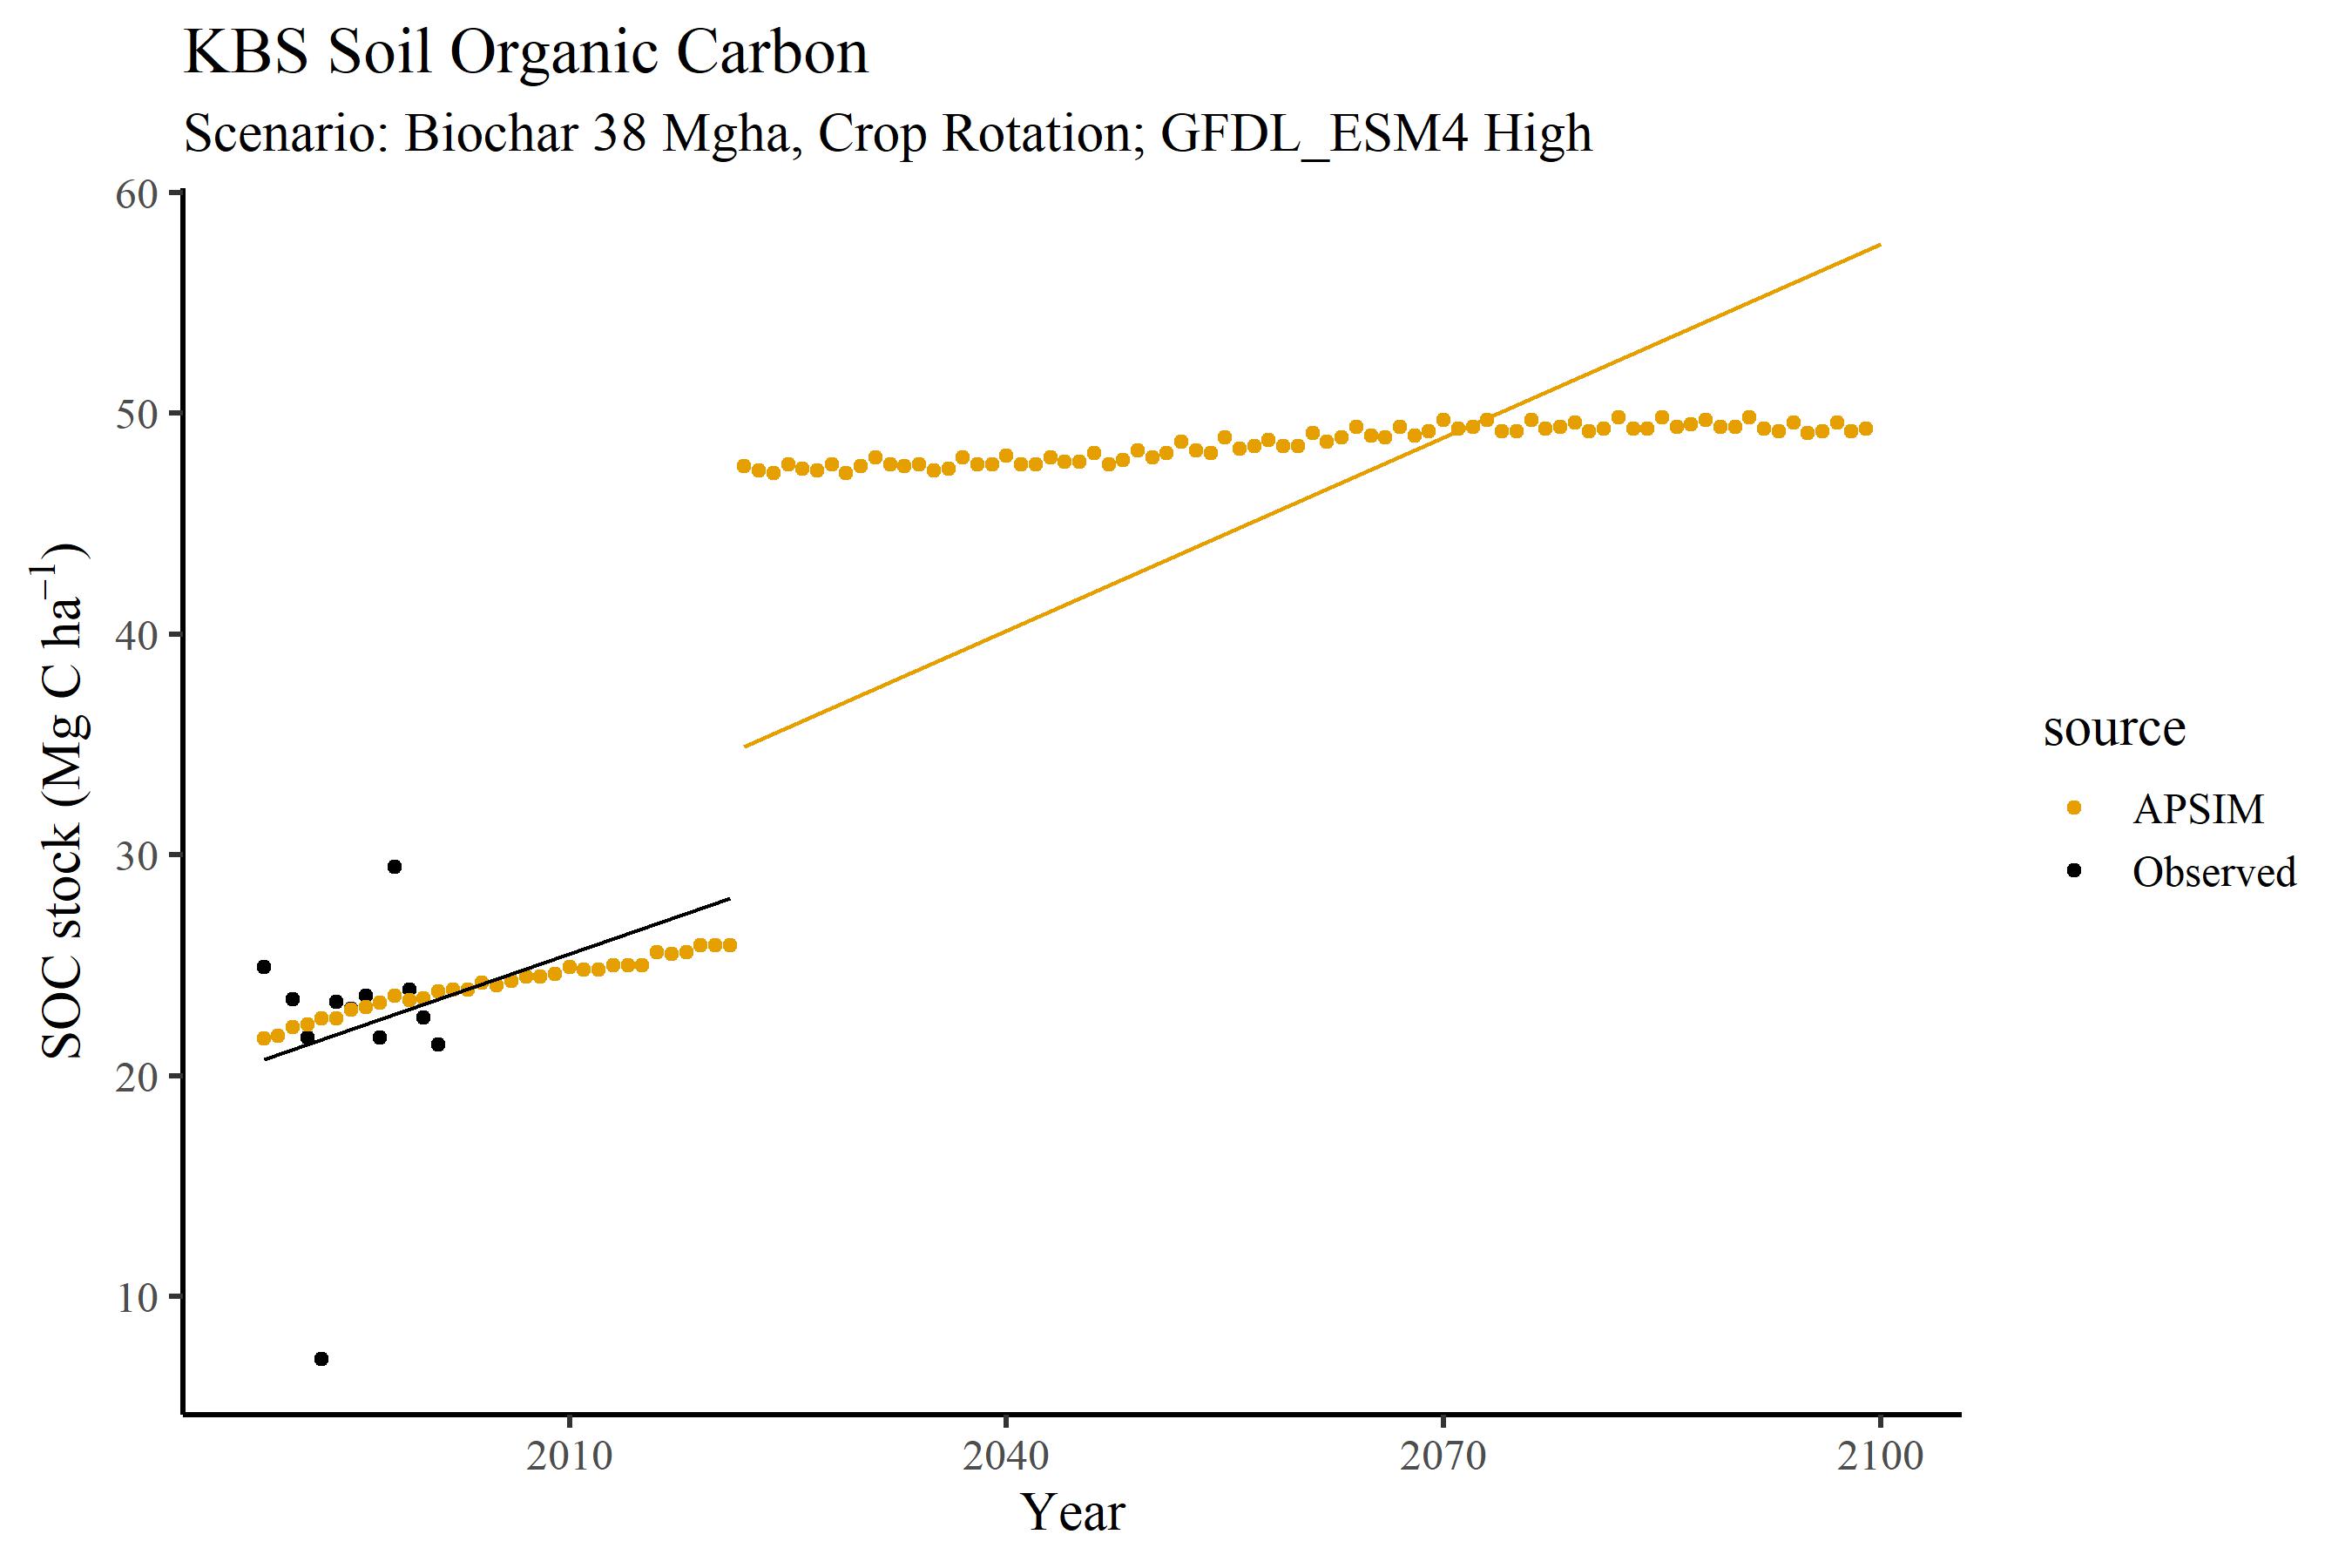 KBS Soil Organic Carbon
Scenario: Biochar 38 Mgha, Crop Rotation; GFDL_ESM4 High
SOC stock (Mg C ha⁻¹)
60
50
40
30
20
10
2010
2040
2070
2100
Year
source
APSIM
Observed